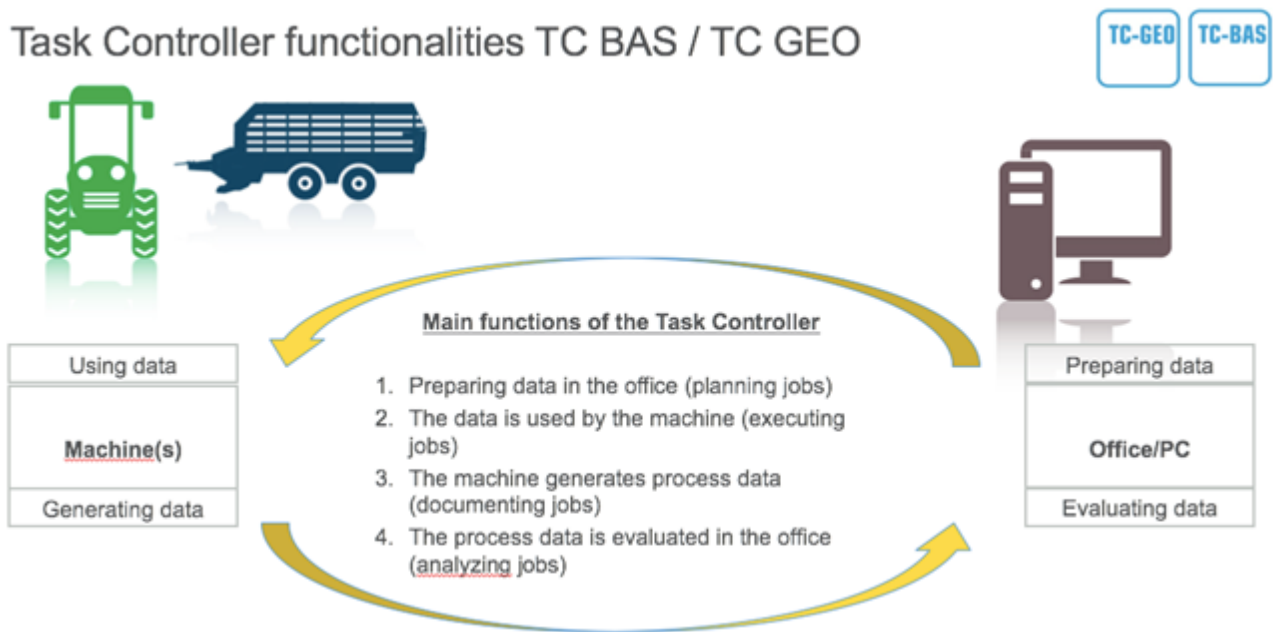 Task Controller functionalities TC BAS / TC GEO
TC-GEO
TC-BAS
Main functions of the Task Controller
Using data
Machine(s)
Generating data
1. Preparing data in the office (planning jobs)
2. The data is used by the machine (executing
jobs)
3. The machine generates process data
(documenting jobs)
4. The process data is evaluated in the office
(analyzing jobs)
Preparing data
Office/PC
Evaluating data